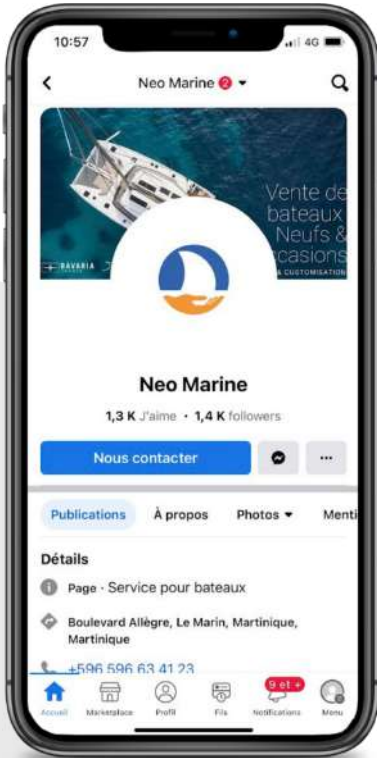 10:57
4G
Neo Marine 2
Vente de
bateaux
Neufs &
casions
& CUSTOMISATION
BAVARIA
Neo Marine
1,3 K J'aime • 1,4 K followers
Nous contacter
...
Publications
À propos
Photos
Menti
Détails
Page · Service pour bateaux
Boulevard Allègre, Le Marin, Martinique,
Martinique
+596 596 63 41 23
9 et +
Accueil
Marketplace
Profil
Fils
Notifications
Menu